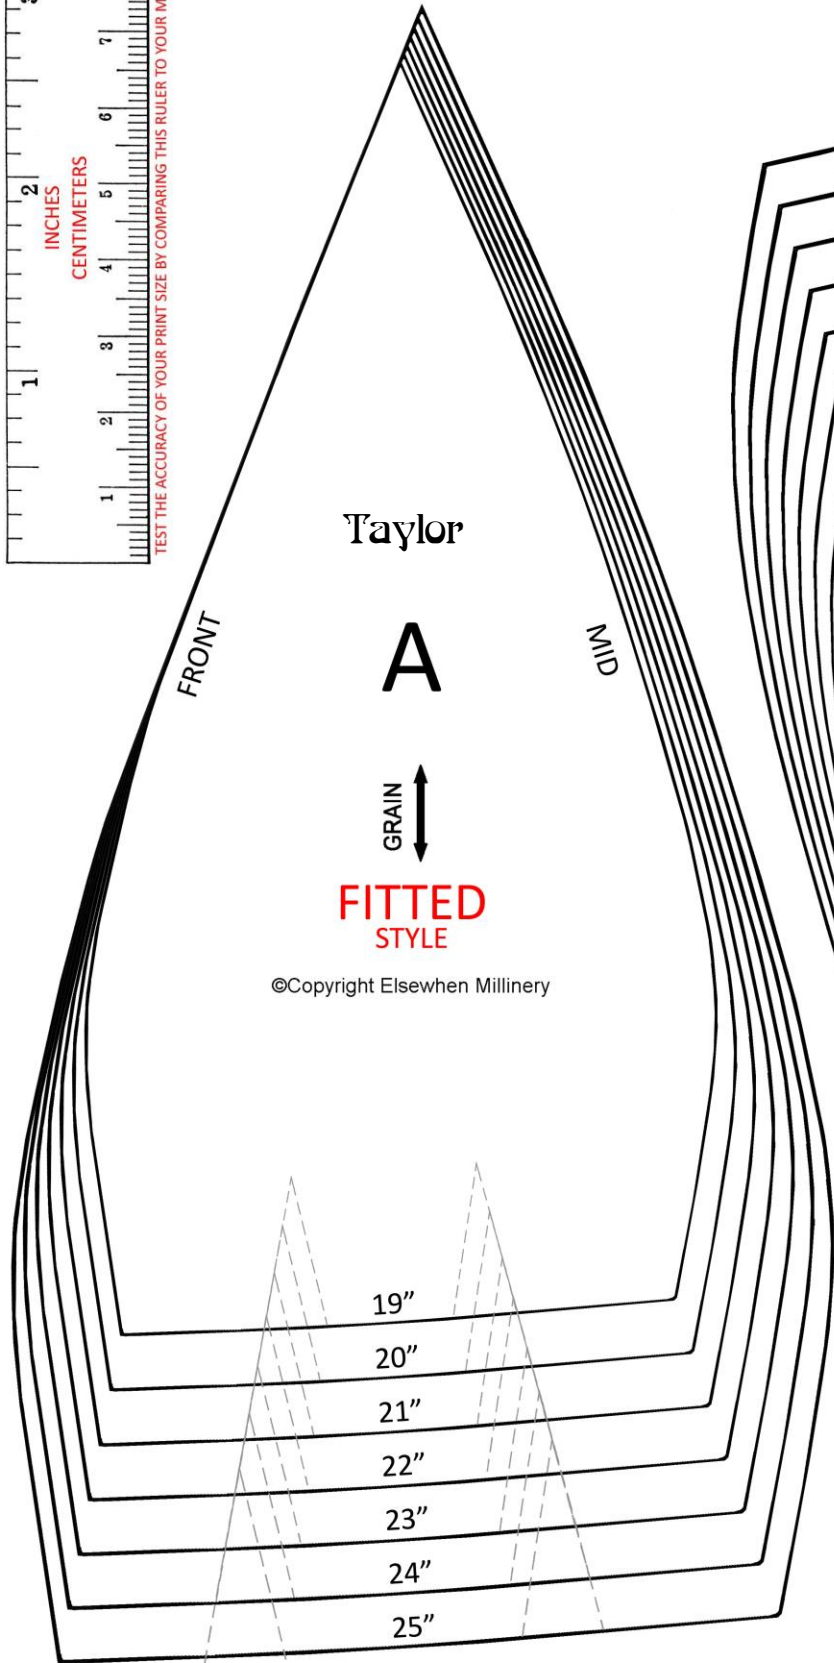 2
1
INCHES
CENTIMETERS
7
6
5
4
3
2
1
TEST THE ACCURACY OF YOUR PRINT SIZE BY COMPARING THIS RULER TO YOUR
Taylor
FRONT
A
MID
GRAIN
FITTED
STYLE
©Copyright Elsewhen Millinery
19”
20”
21”
22”
23”
24”
25”